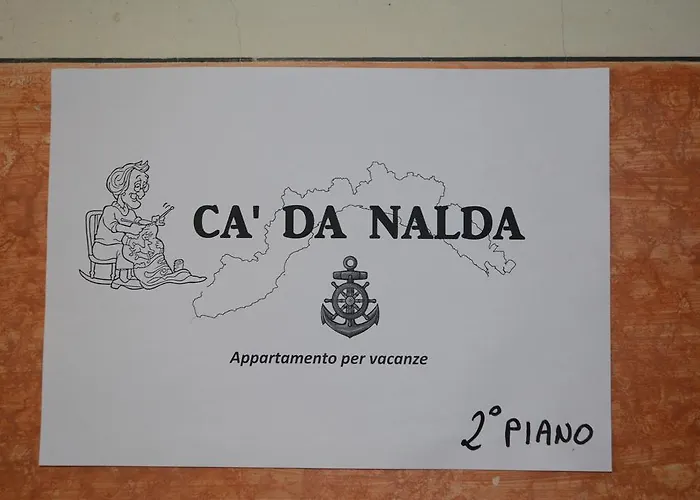 CA' DA NALDA
Appartamento per vacanze
2° PIANO